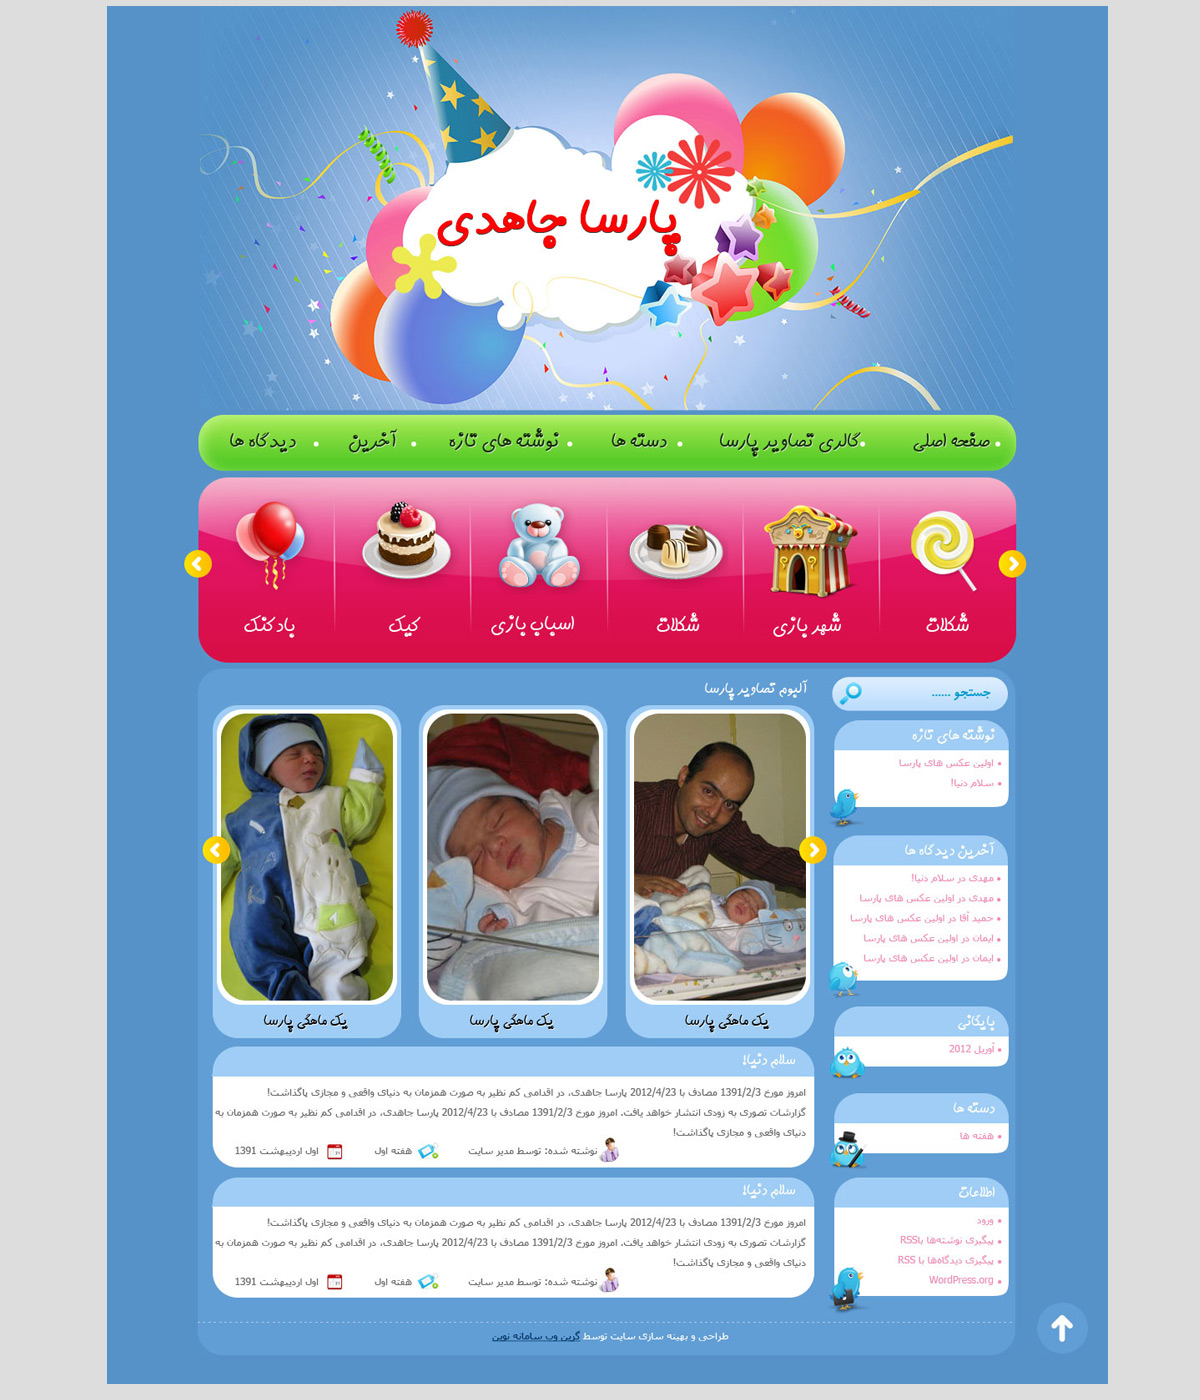 پارسا جاهدی
صفحه اصلی
گالری تصاویر پارسا
دسته ها
نوشته های تازه
آخرین
دیدگاه ها
شکلات
شهر بازی
شکلات
اسباب بازی
کیک
بادکنک
جستجو ......
نوشته های تازه
اولین عکس های پارسا
سلام دنیا!
آخرین دیدگاه ها
مهدی در سلام دنیا!
مهدی در اولین عکس های پارسا
حمید آقا در اولین عکس های پارسا
ایمان در اولین عکس های پارسا
ایمان در اولین عکس های پارسا
بایگانی
آوریل 2012
دسته ها
هفته ها
اطلاعات
ورود
پیگیری نوشته‌ها باRSS
پیگیری دیدگاه‌ها با RSS
WordPress.org
آلبوم تصاویر پارسا
یک ماهگی پارسا
یک ماهگی پارسا
یک ماهگی پارسا
سلام دنیا!
امروز مورخ 1391/2/3 مصادف با 2012/4/23 پارسا جاهدی، در اقدامی کم نظیر به صورت همزمان به دنیای واقعی و مجازی پاگذاشت!
گزارشات تصوری به زودی انتشار خواهد یافت. امروز مورخ 1391/2/3 مصادف با 2012/4/23 پارسا جاهدی، در اقدامی کم نظیر به صورت همزمان به
دنیای واقعی و مجازی پاگذاشت!
نوشته شده: توسط مدیر سایت
هفته اول
اول اردیبهشت 1391
سلام دنیا!
امروز مورخ 1391/2/3 مصادف با 2012/4/23 پارسا جاهدی، در اقدامی کم نظیر به صورت همزمان به دنیای واقعی و مجازی پاگذاشت!
گزارشات تصوری به زودی انتشار خواهد یافت. امروز مورخ 1391/2/3 مصادف با 2012/4/23 پارسا جاهدی، در اقدامی کم نظیر به صورت همزمان به
دنیای واقعی و مجازی پاگذاشت!
نوشته شده: توسط مدیر سایت
هفته اول
اول اردیبهشت 1391
طراحی و بهینه سازی سایت توسط گرین وب سامانه نوین